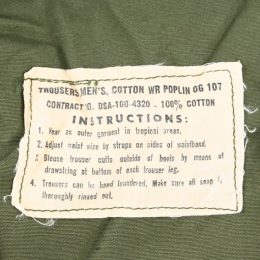 TROUSERS, MEN'S, COTTON WR POPLIN OG 107
CONTRACT NO. DSA-100-4320 - 100% COTTON
INSTRUCTIONS:
1. Wear as outer garment in tropical areas.
2. Adjust waist size by straps on sides of waistband.
3. Blouse trouser cuffs outside of boots by means of
drawstring at bottom of each trouser leg.
4. Trousers can be hand laundered. Make sure all soap is
thoroughly rinsed out.